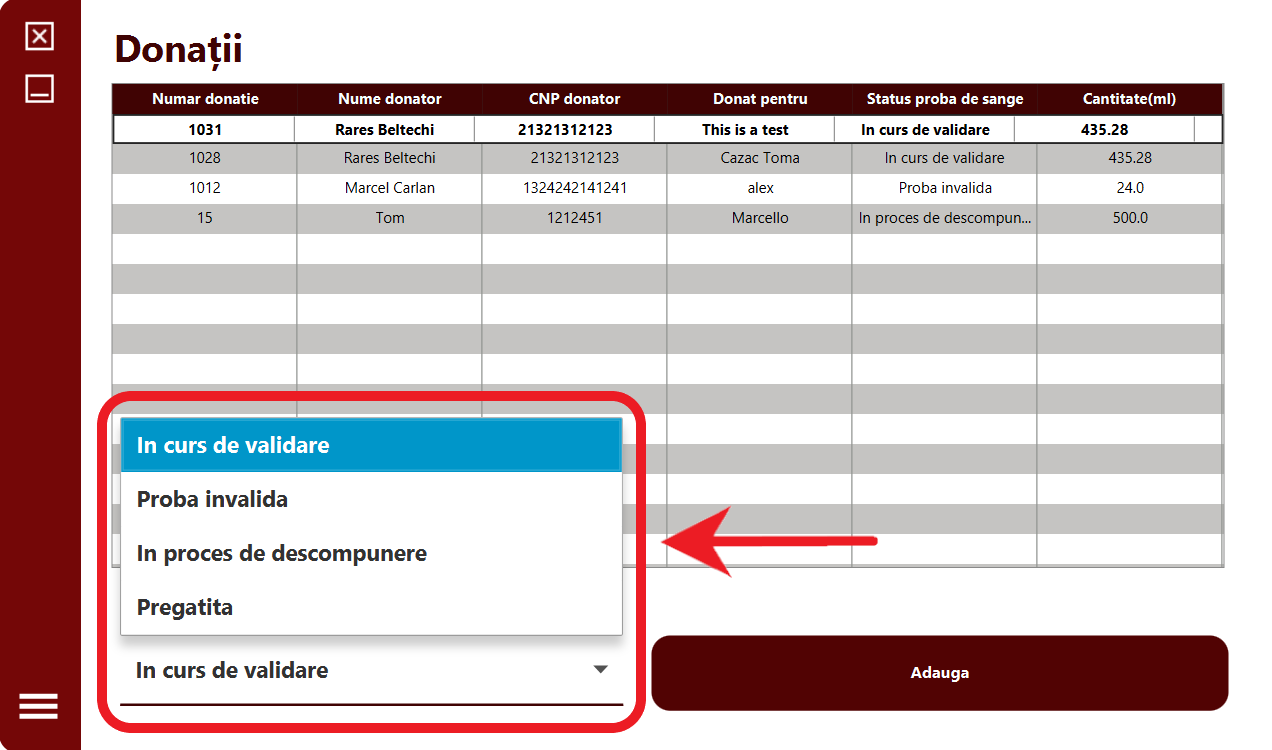 Donații
Numar donatie Nume donator CNP donator Donat pentru Status proba de sange Cantitate(ml)
1031 Rares Beltechi 21321312123 This is a test In curs de validare 435.28
1028 Rares Beltechi 21321312123 Cazac Toma In curs de validare 435.28
1012 Marcel Carlan 1324242141241 alex Proba invalida 24.0
15 Tom 1212451 Marcello In proces de descompun... 500.0
In curs de validare
Proba invalida
In proces de descompunere
Pregatita
In curs de validare
Adauga